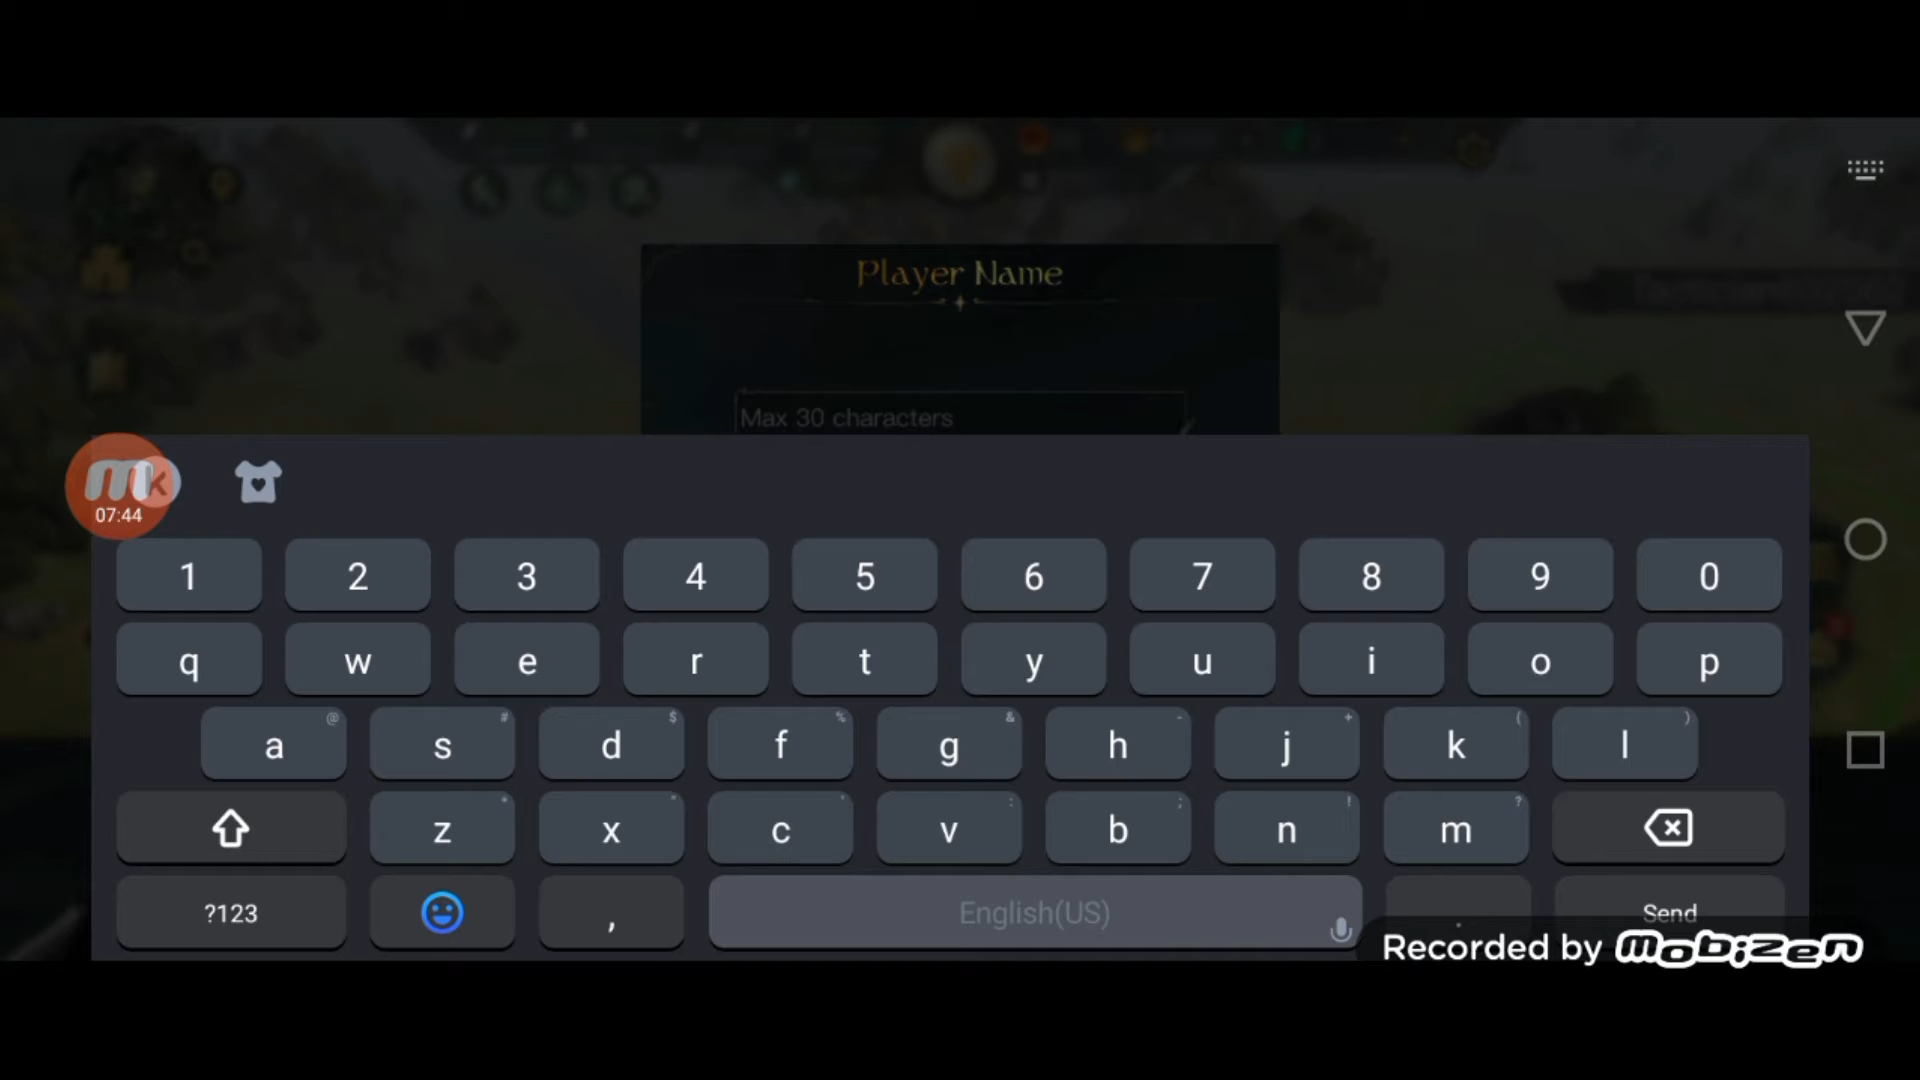 Player Name
Max 30 characters
07:44
1 2 3 4 5 6 7 8 9 0
q w e r t y u i o p
@ # $ % & - + ( )
a s d f g h j k l
* " ' : ; ! ?
z x c v b n m
?123 , English(US) . Send
Recorded by mobizen